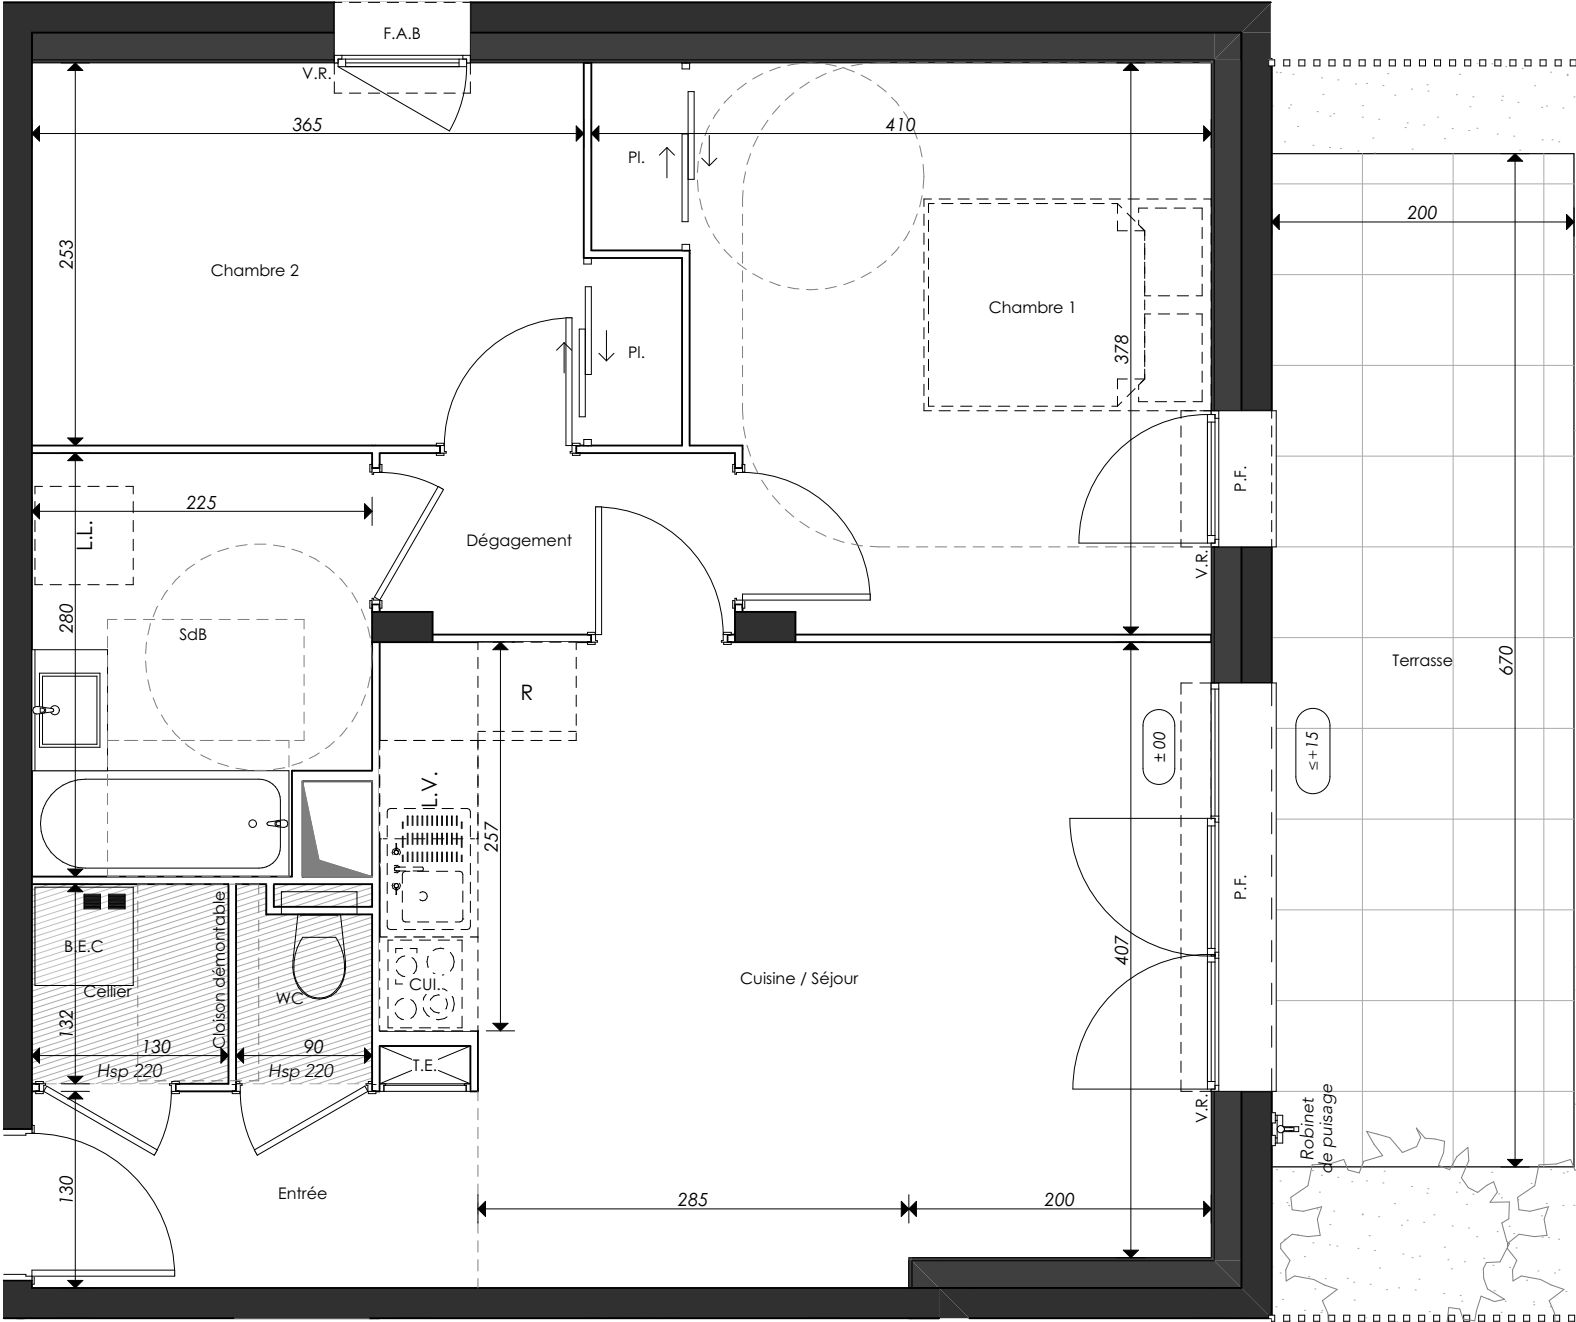 F.A.B
V.R.
365
410
Pl.
200
253
Chambre 2
Chambre 1
378
Pl.
P.F.
225
L.L.
Dégagement
V.R.
280
SdB
Terrasse
670
R
± 00
≤+15
L.V.
257
P.F.
B.E.C
Cellier
Cloison démontable
WC
CUI.
Cuisine / Séjour
407
132
130
90
Hsp 220
Hsp 220
T.E.
V.R.
Robinet
de puisage
130
Entrée
285
200